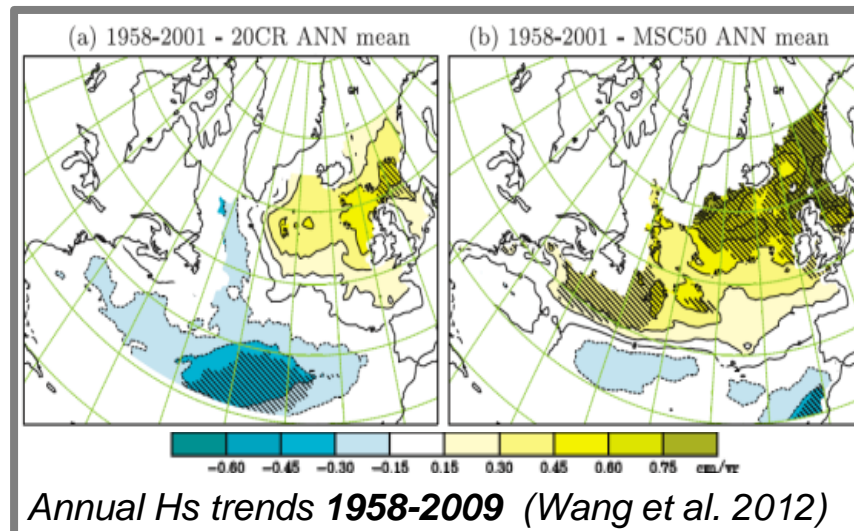 (a) 1958-2001 - 20CR ANN mean
(b) 1958-2001 - MSC50 ANN mean
GM
GM
-0.60 -0.45 -0.30 -0.15 0.15 0.30 0.45 0.60 0.75 cm/yr
Annual Hs trends 1958-2009 (Wang et al. 2012)